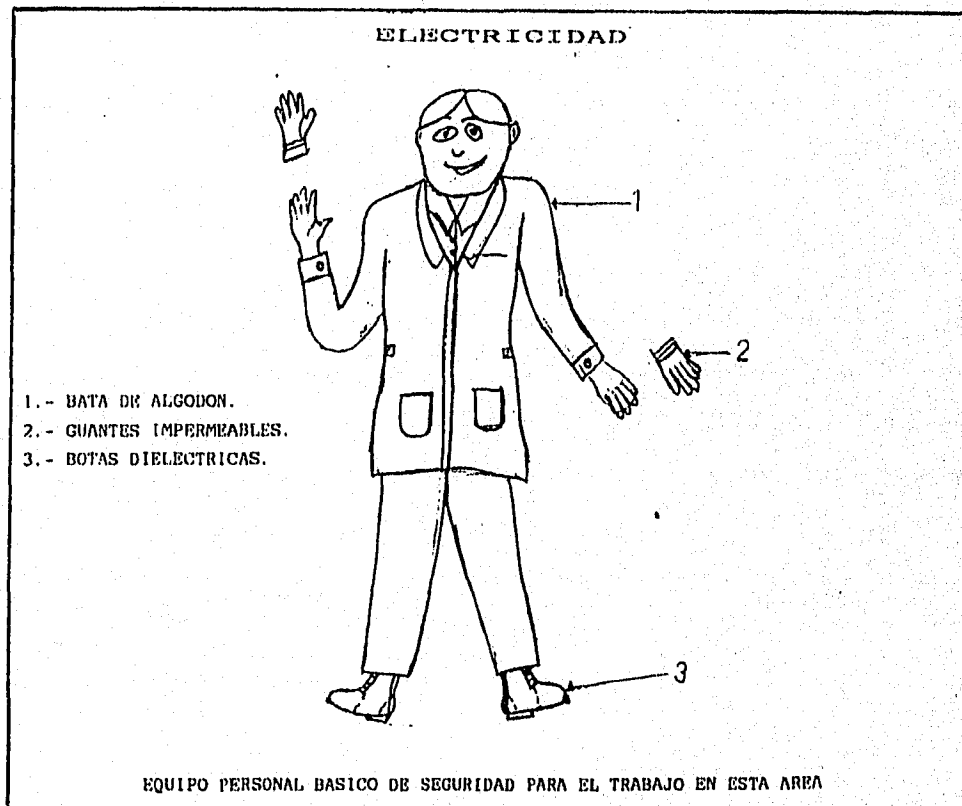 ELECTRICIDAD
1
2
1.- BATA DE ALGODON.
2.- GUANTES IMPERMEABLES.
3.- BOTAS DIELECTRICAS.
3
EQUIPO PERSONAL BASICO DE SEGURIDAD PARA EL TRABAJO EN ESTA AREA